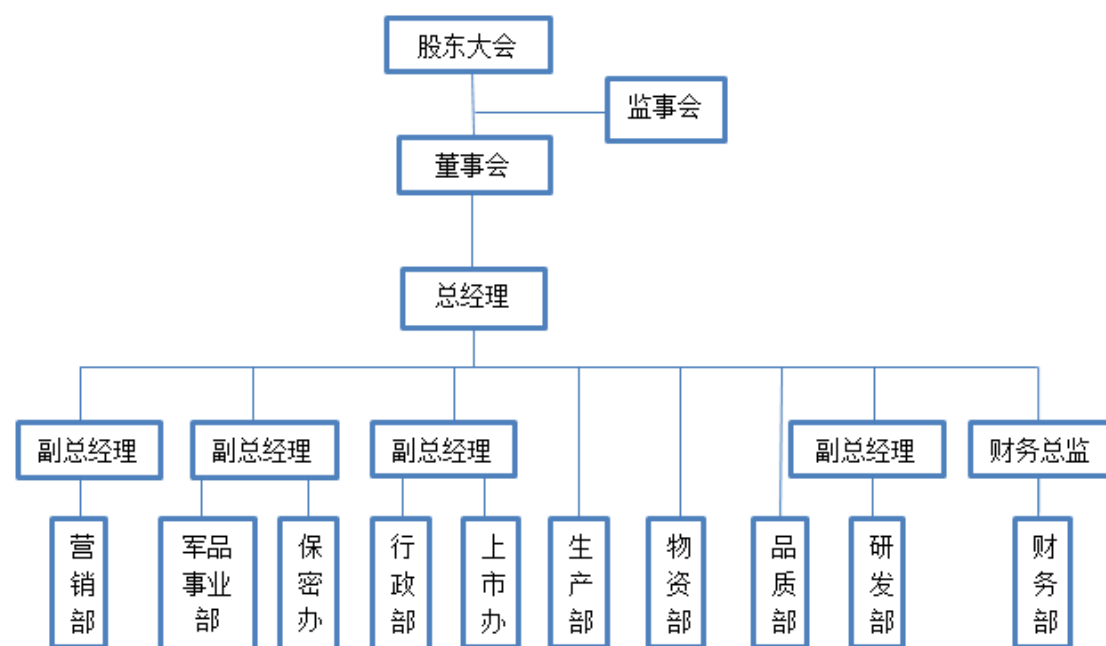 股东大会
监事会
董事会
总经理
副总经理
副总经理
副总经理
副总经理
财务总监
营销部
军品事业部
保密办
行政部
上市办
生产部
物资部
品质部
研发部
财务部